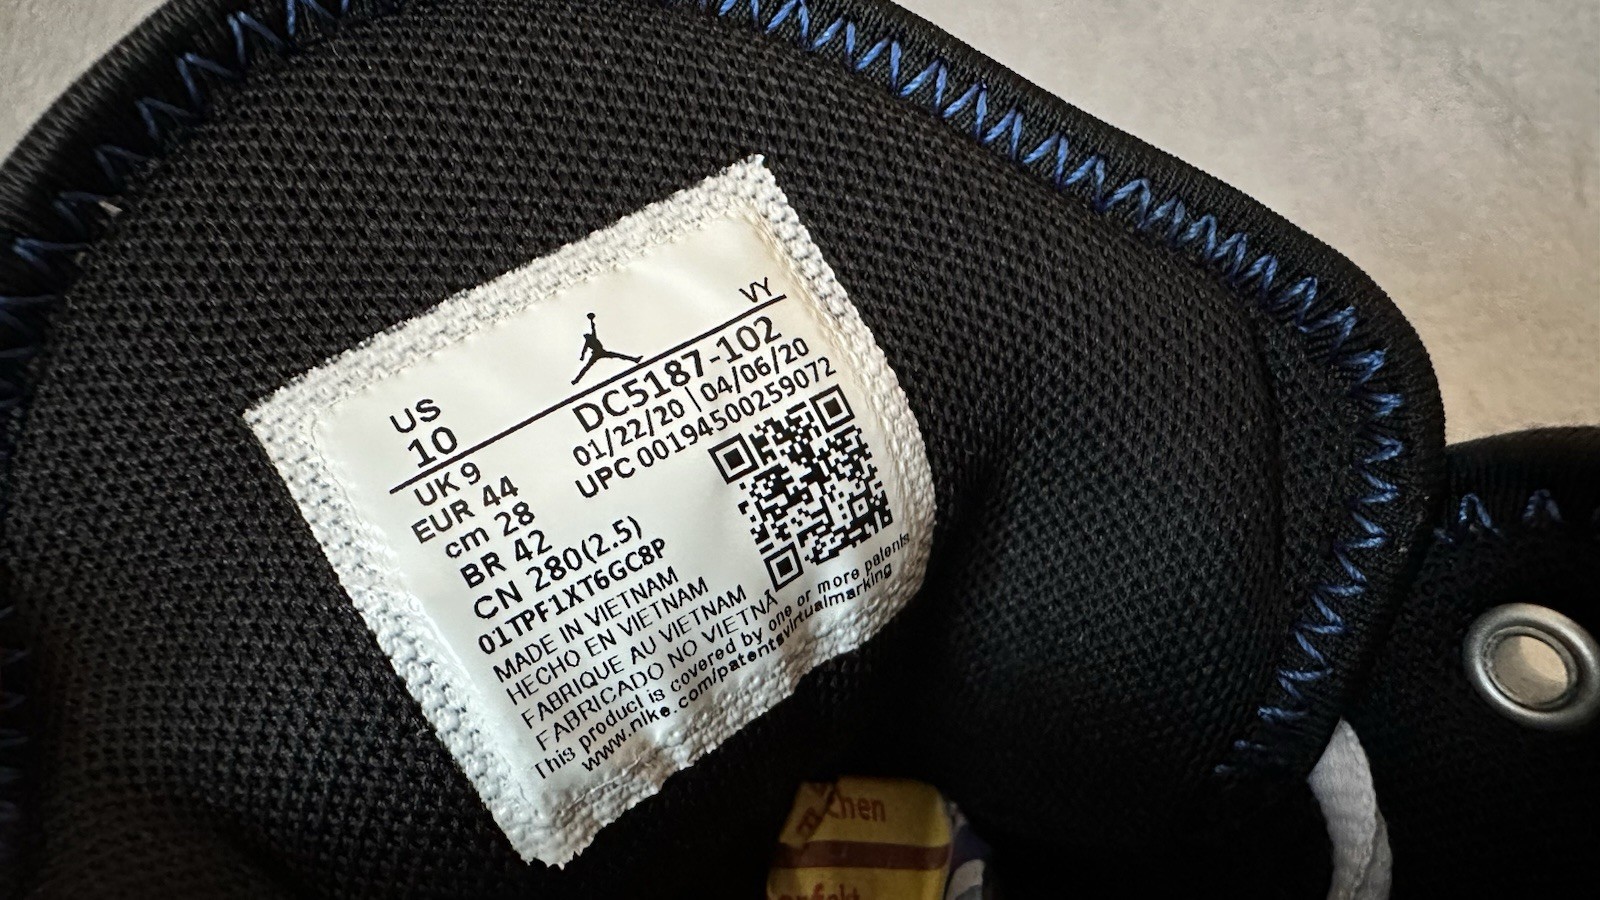 US
10
VY
UK 9
EUR 44
cm 28
BR 42
CN 280(2.5)
DC5187-102
01/22/20 | 04/06/20
UPC 00194500259072
01TPF1XT6GC8P
MADE IN VIETNAM
HECHO EN VIETNAM
FABRIQUE AU VIETNAM
FABRICADO NO VIETNÃ
This product is covered by one or more patents
www.nike.com/patentsvirtualmarking
chen